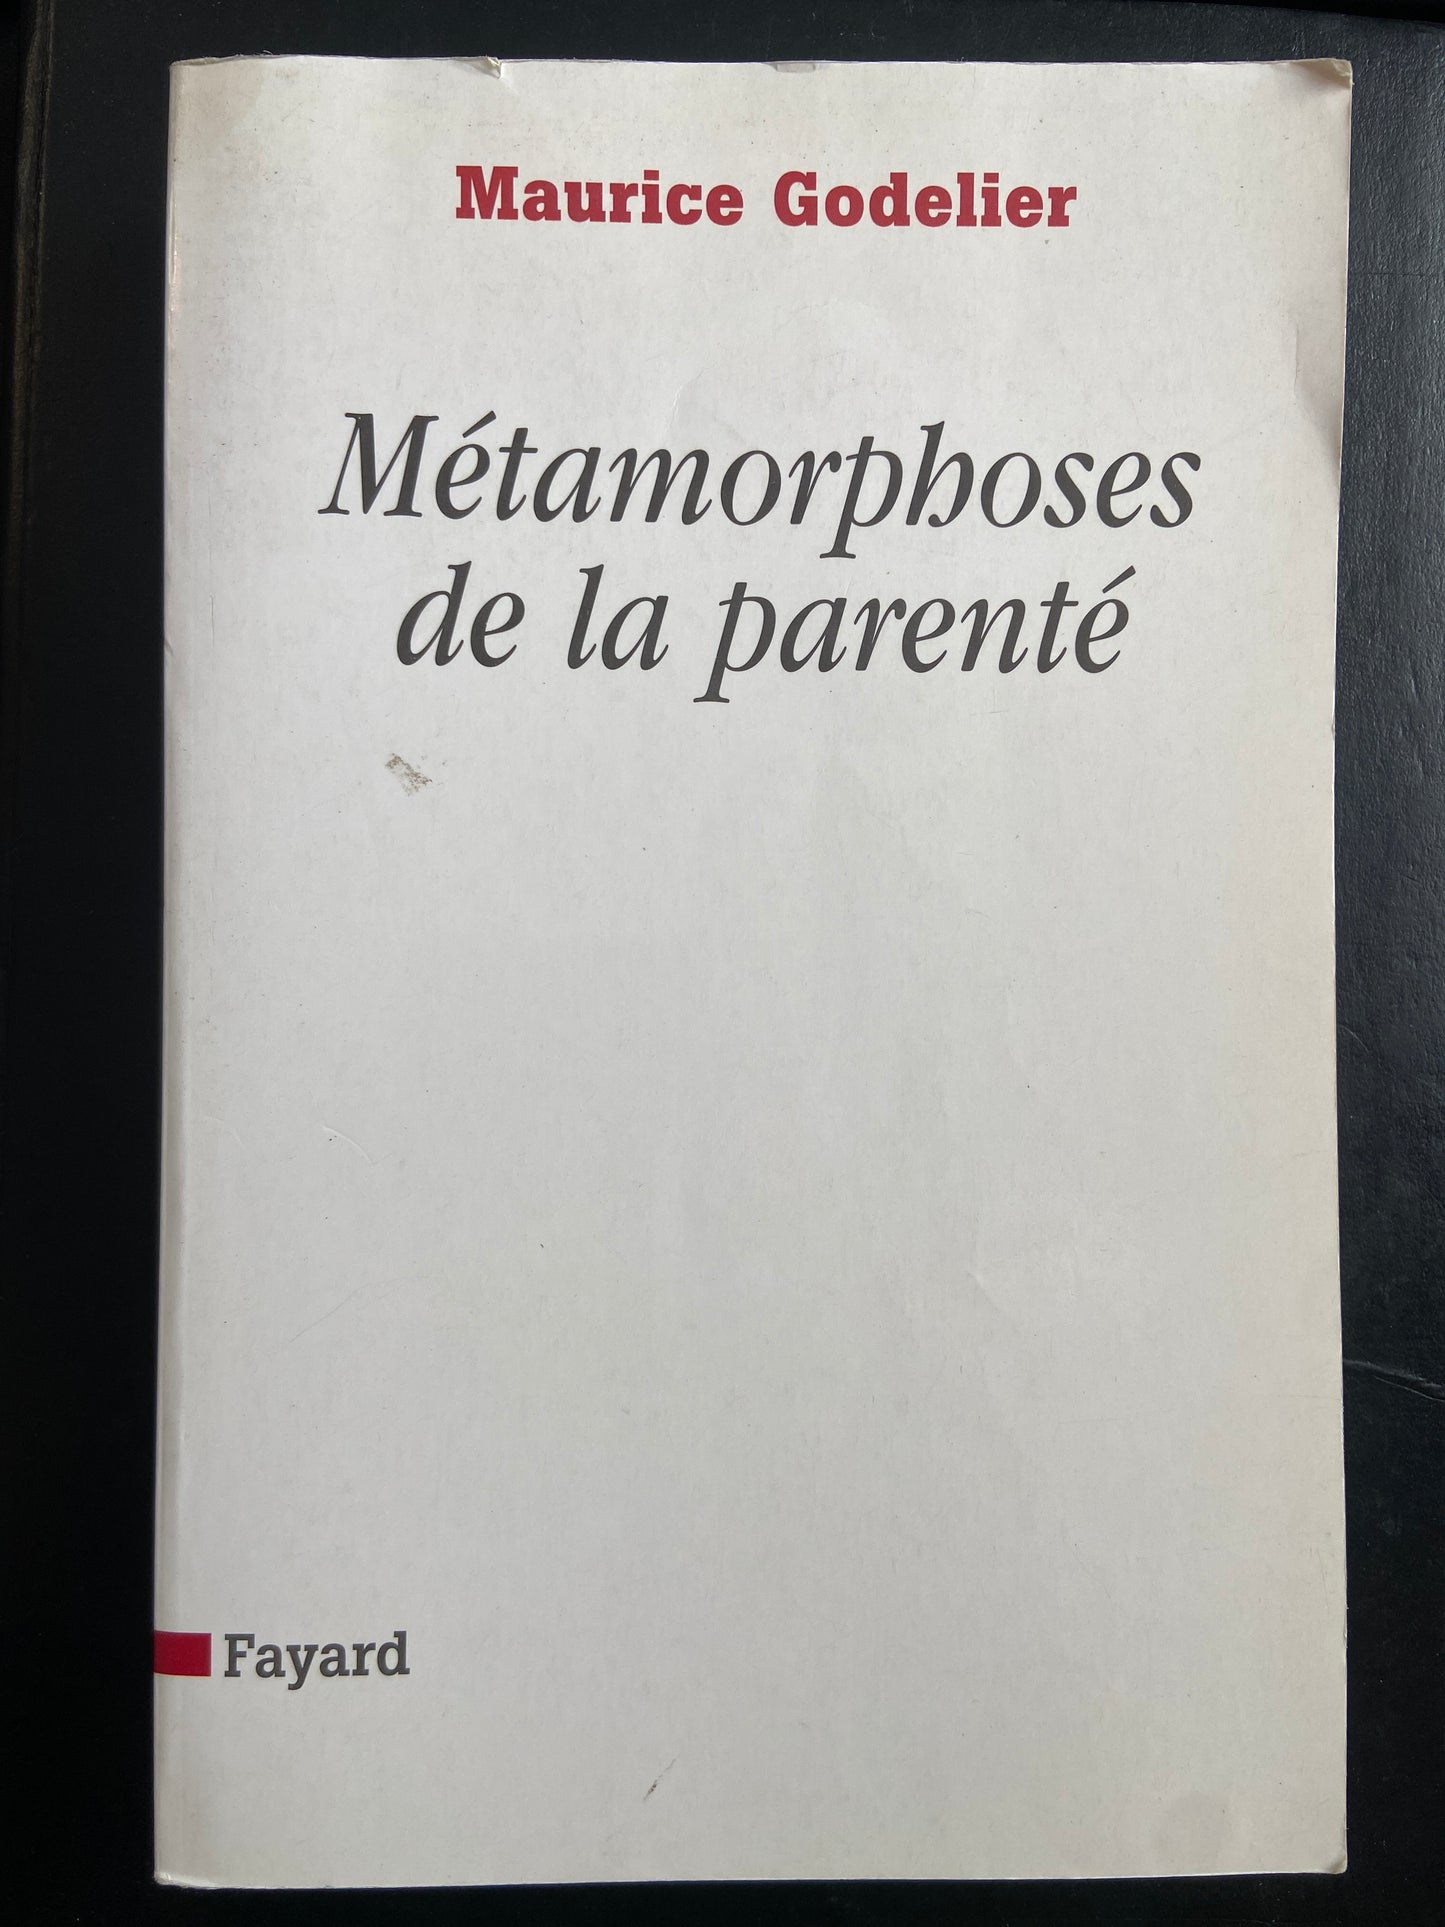 Maurice Godelier
Métamorphoses
de la parenté
Fayard